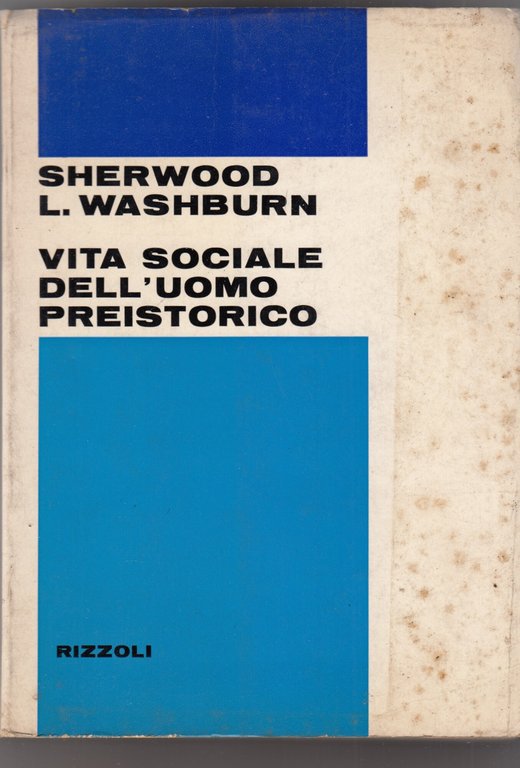 SHERWOOD
L. WASHBURN
VITA SOCIALE
DELL'UOMO
PREISTORICO
RIZZOLI